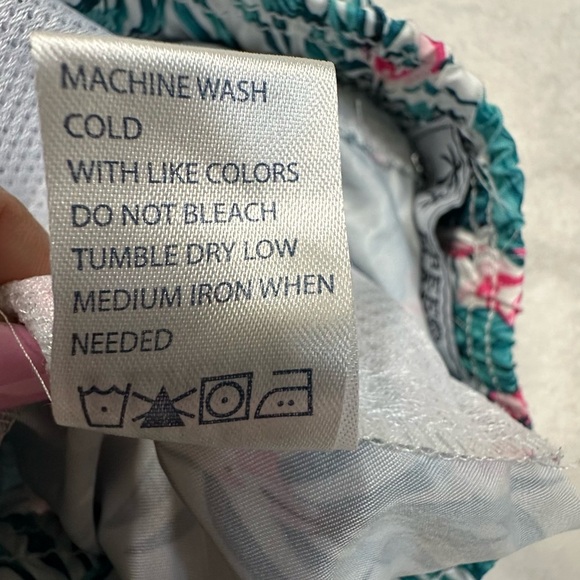 MACHINE WASH
COLD
WITH LIKE COLORS
DO NOT BLEACH
TUMBLE DRY LOW
MEDIUM IRON WHEN
NEEDED